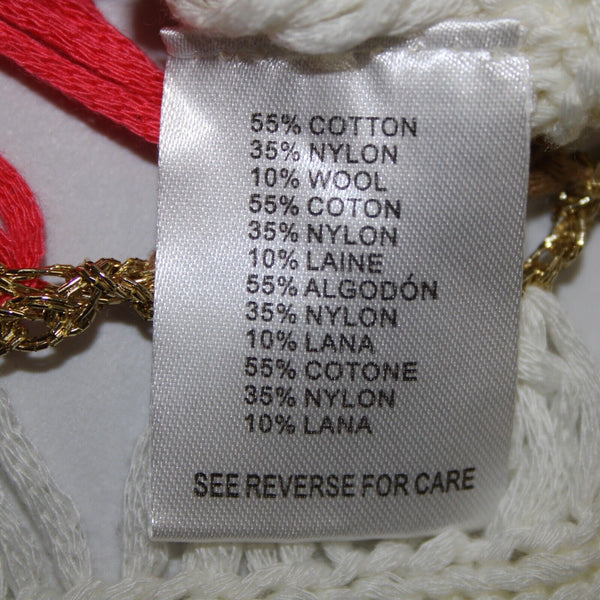 55% COTTON
35% NYLON
10% WOOL
55% COTON
35% NYLON
10% LAINE
55% ALGODÓN
35% NYLON
10% LANA
55% COTONE
35% NYLON
10% LANA
SEE REVERSE FOR CARE